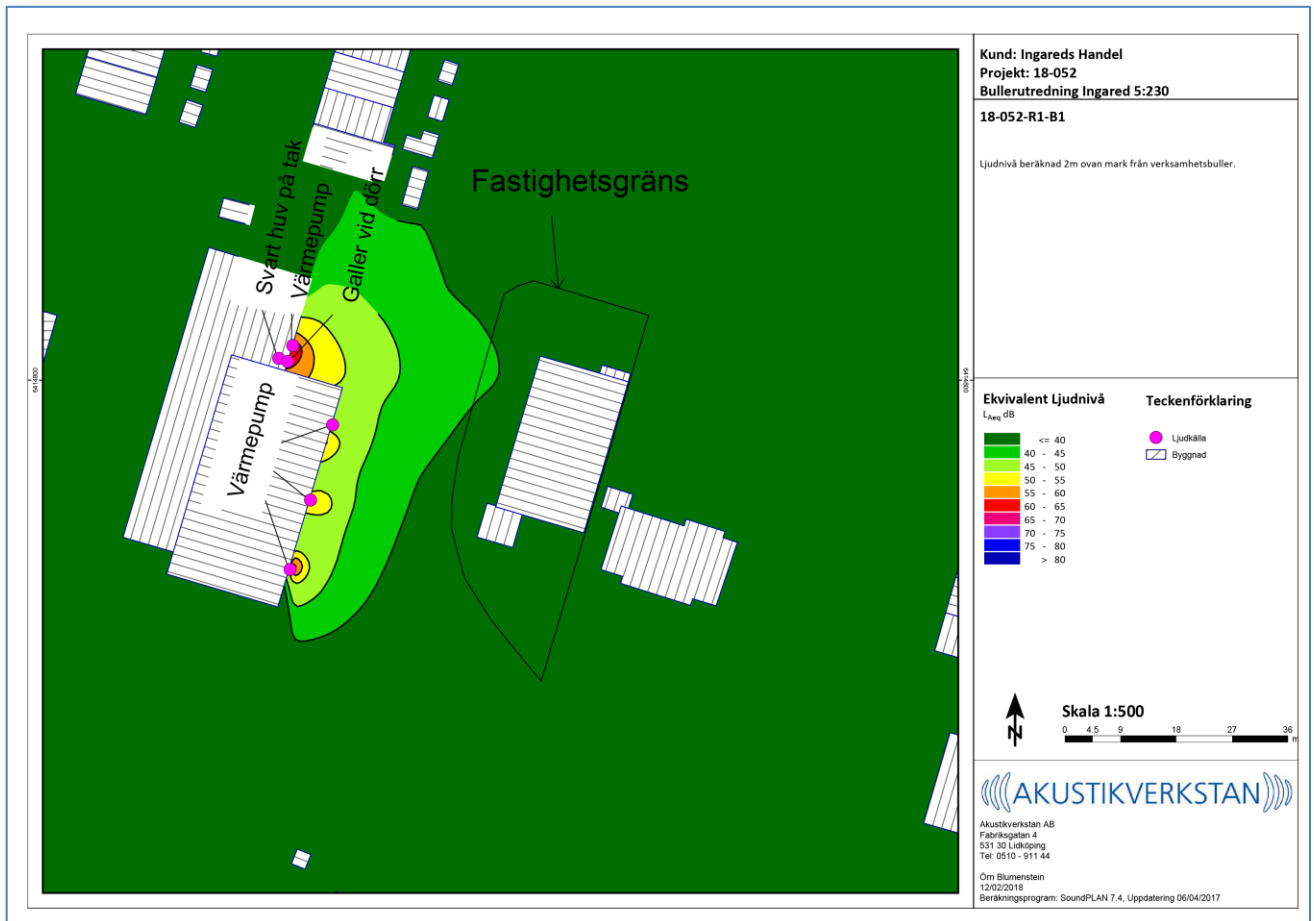 Kund: Ingareds Handel
Projekt: 18-052
Bullerutredning Ingared 5:230
18-052-R1-B1
Ljudnivå beräknad 2m ovan mark från verksamhetsbuller.
Svart huv på tak
Värmepump
Galler vid dörr
Fastighetsgräns
Värmepump
6414800
6414800
Ekvivalent Ljudnivå
LAeq dB
<= 40
40 - 45
45 - 50
50 - 55
55 - 60
60 - 65
65 - 70
70 - 75
75 - 80
> 80
Teckenförklaring
Ljudkälla
Byggnad
N
Skala 1:500
0 4.5 9 18 27 36
m
AKUSTIKVERKSTAN
Akustikverkstan AB
Fabriksgatan 4
531 30 Lidköping
Tel: 0510 - 911 44
Örn Blumenstein
12/02/2018
Beräkningsprogram: SoundPLAN 7.4, Uppdatering 06/04/2017